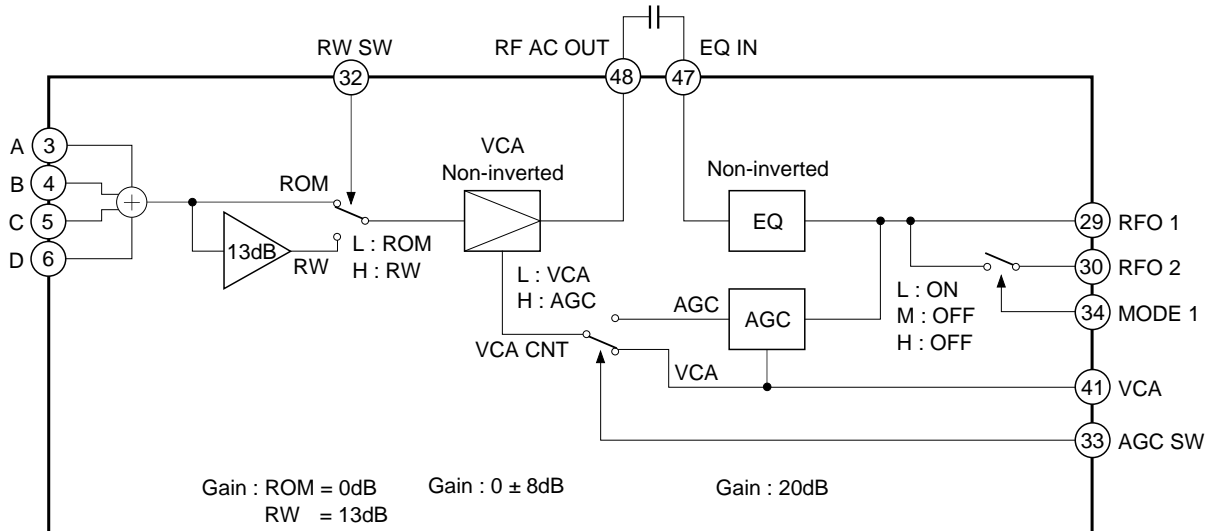 RW SW
RF AC OUT
EQ IN
32
48
47
A
3
B
4
C
5
D
6
+
ROM
13dB
RW
L : ROM
H : RW
VCA
Non-inverted
L : VCA
H : AGC
VCA CNT
AGC
VCA
Non-inverted
EQ
AGC
L : ON
M : OFF
H : OFF
29
RFO 1
30
RFO 2
34
MODE 1
41
VCA
33
AGC SW
Gain : ROM = 0dB
RW = 13dB
Gain : 0 ± 8dB
Gain : 20dB